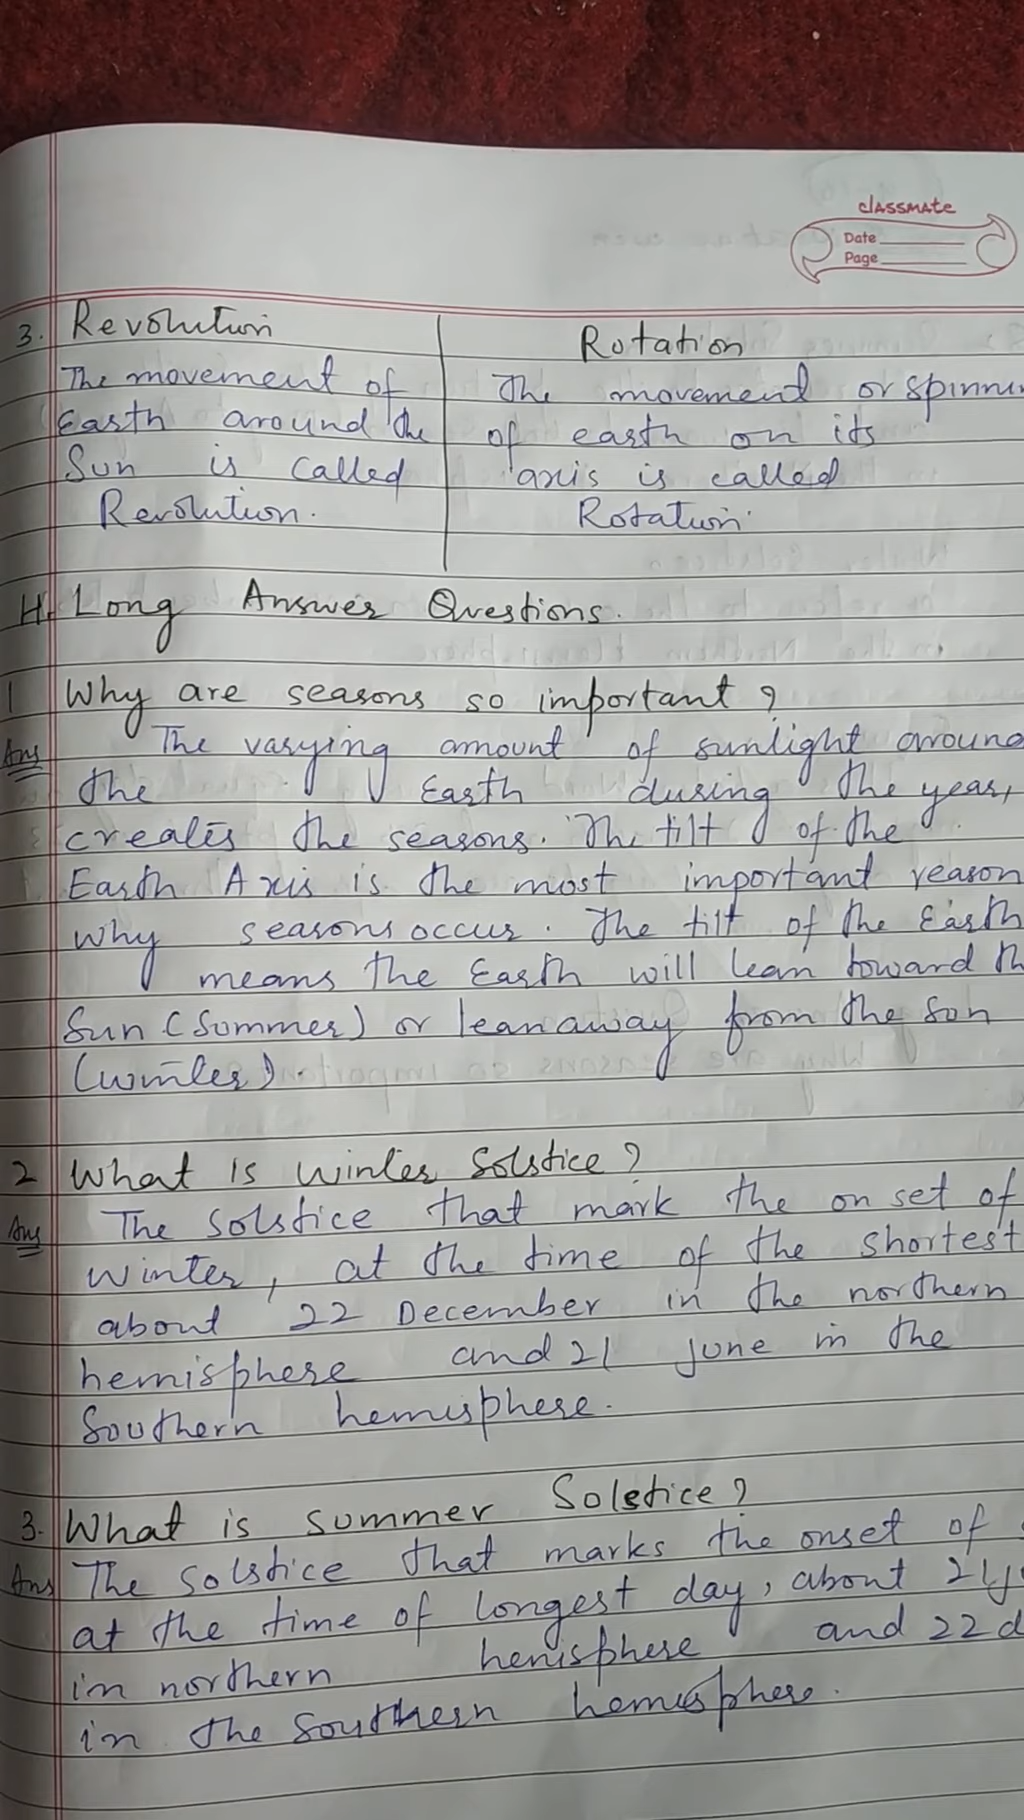 classmate
Date
Page
3. Revolution
The movement of
Earth around the
Sun is called
Revolution.
Rotation
The movement or
of earth on its
axis is called
Rotation.
H. Long Answer Questions.
1 Why are seasons so important?
Ans The varying amount of sunlight
the Earth during the year,
creates the seasons. The tilt of the
Earth Axis is the most important reason
why seasons occur. The tilt of the Earth
means the Earth will lean toward
Sun (Summer) or lean away from the Sun
(winter).
2 What is winter Solstice?
Ans The Solstice that mark the on set of
winter, at the time of the shortest
about 22 December in the northern
hemisphere and 21 june in the
Southern hemisphere.
3. What is summer Solstice?
Ans The Solstice that marks the onset of
at the time of longest day, about 21
in northern hemisphere and 22
in the southern hemisphere.